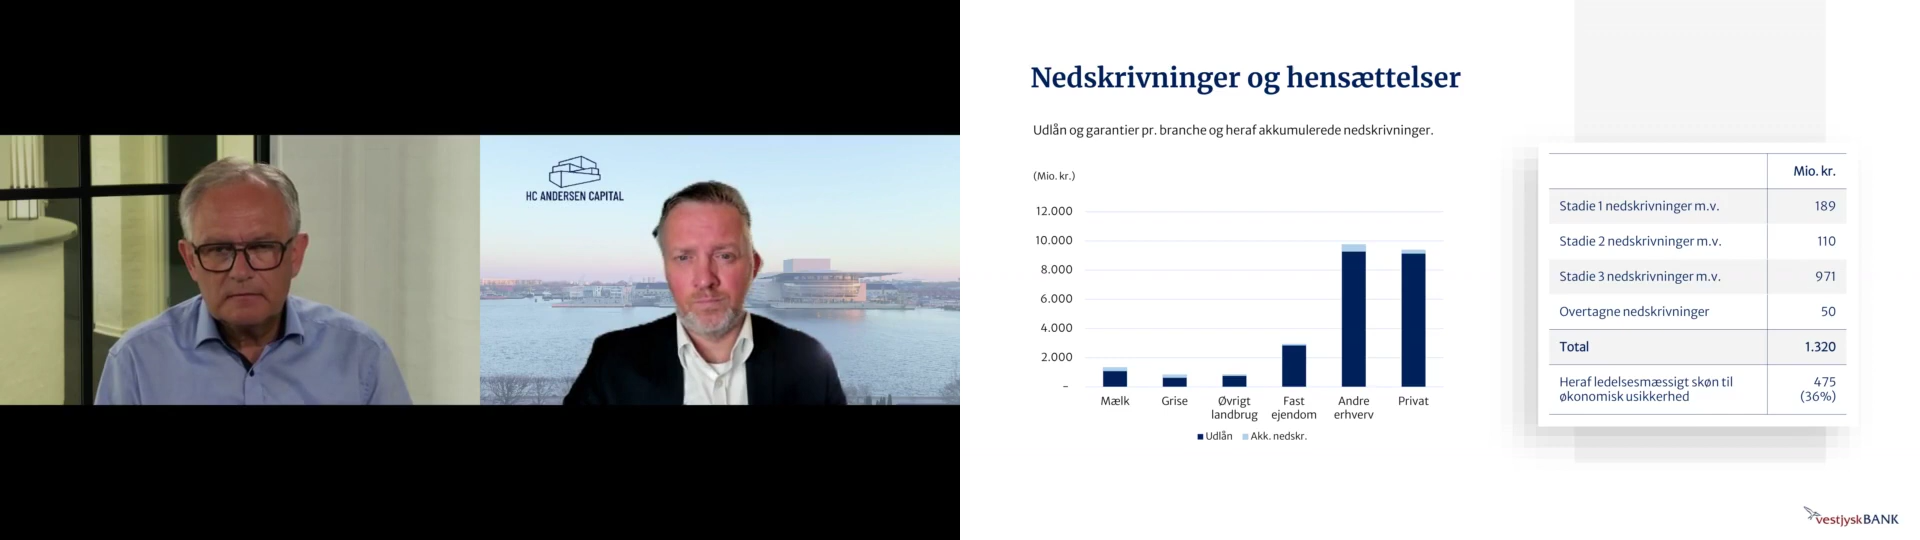 HC ANDERSEN CAPITAL
Nedskrivninger og hensættelser
Udlån og garantier pr. branche og heraf akkumulerede nedskrivninger.
(Mio. kr.)
12.000
10.000
8.000
6.000
4.000
2.000
–
Mælk
Grise
Øvrigt
landbrug
Fast
ejendom
Andre
erhverv
Privat
Udlån
Akk. nedskr.
Mio. kr.
Stadie 1 nedskrivninger m.v.
189
Stadie 2 nedskrivninger m.v.
110
Stadie 3 nedskrivninger m.v.
971
Overtagne nedskrivninger
50
Total
1.320
Heraf ledelsesmæssigt skøn til
økonomisk usikkerhed
475
(36%)
vestjyskBANK